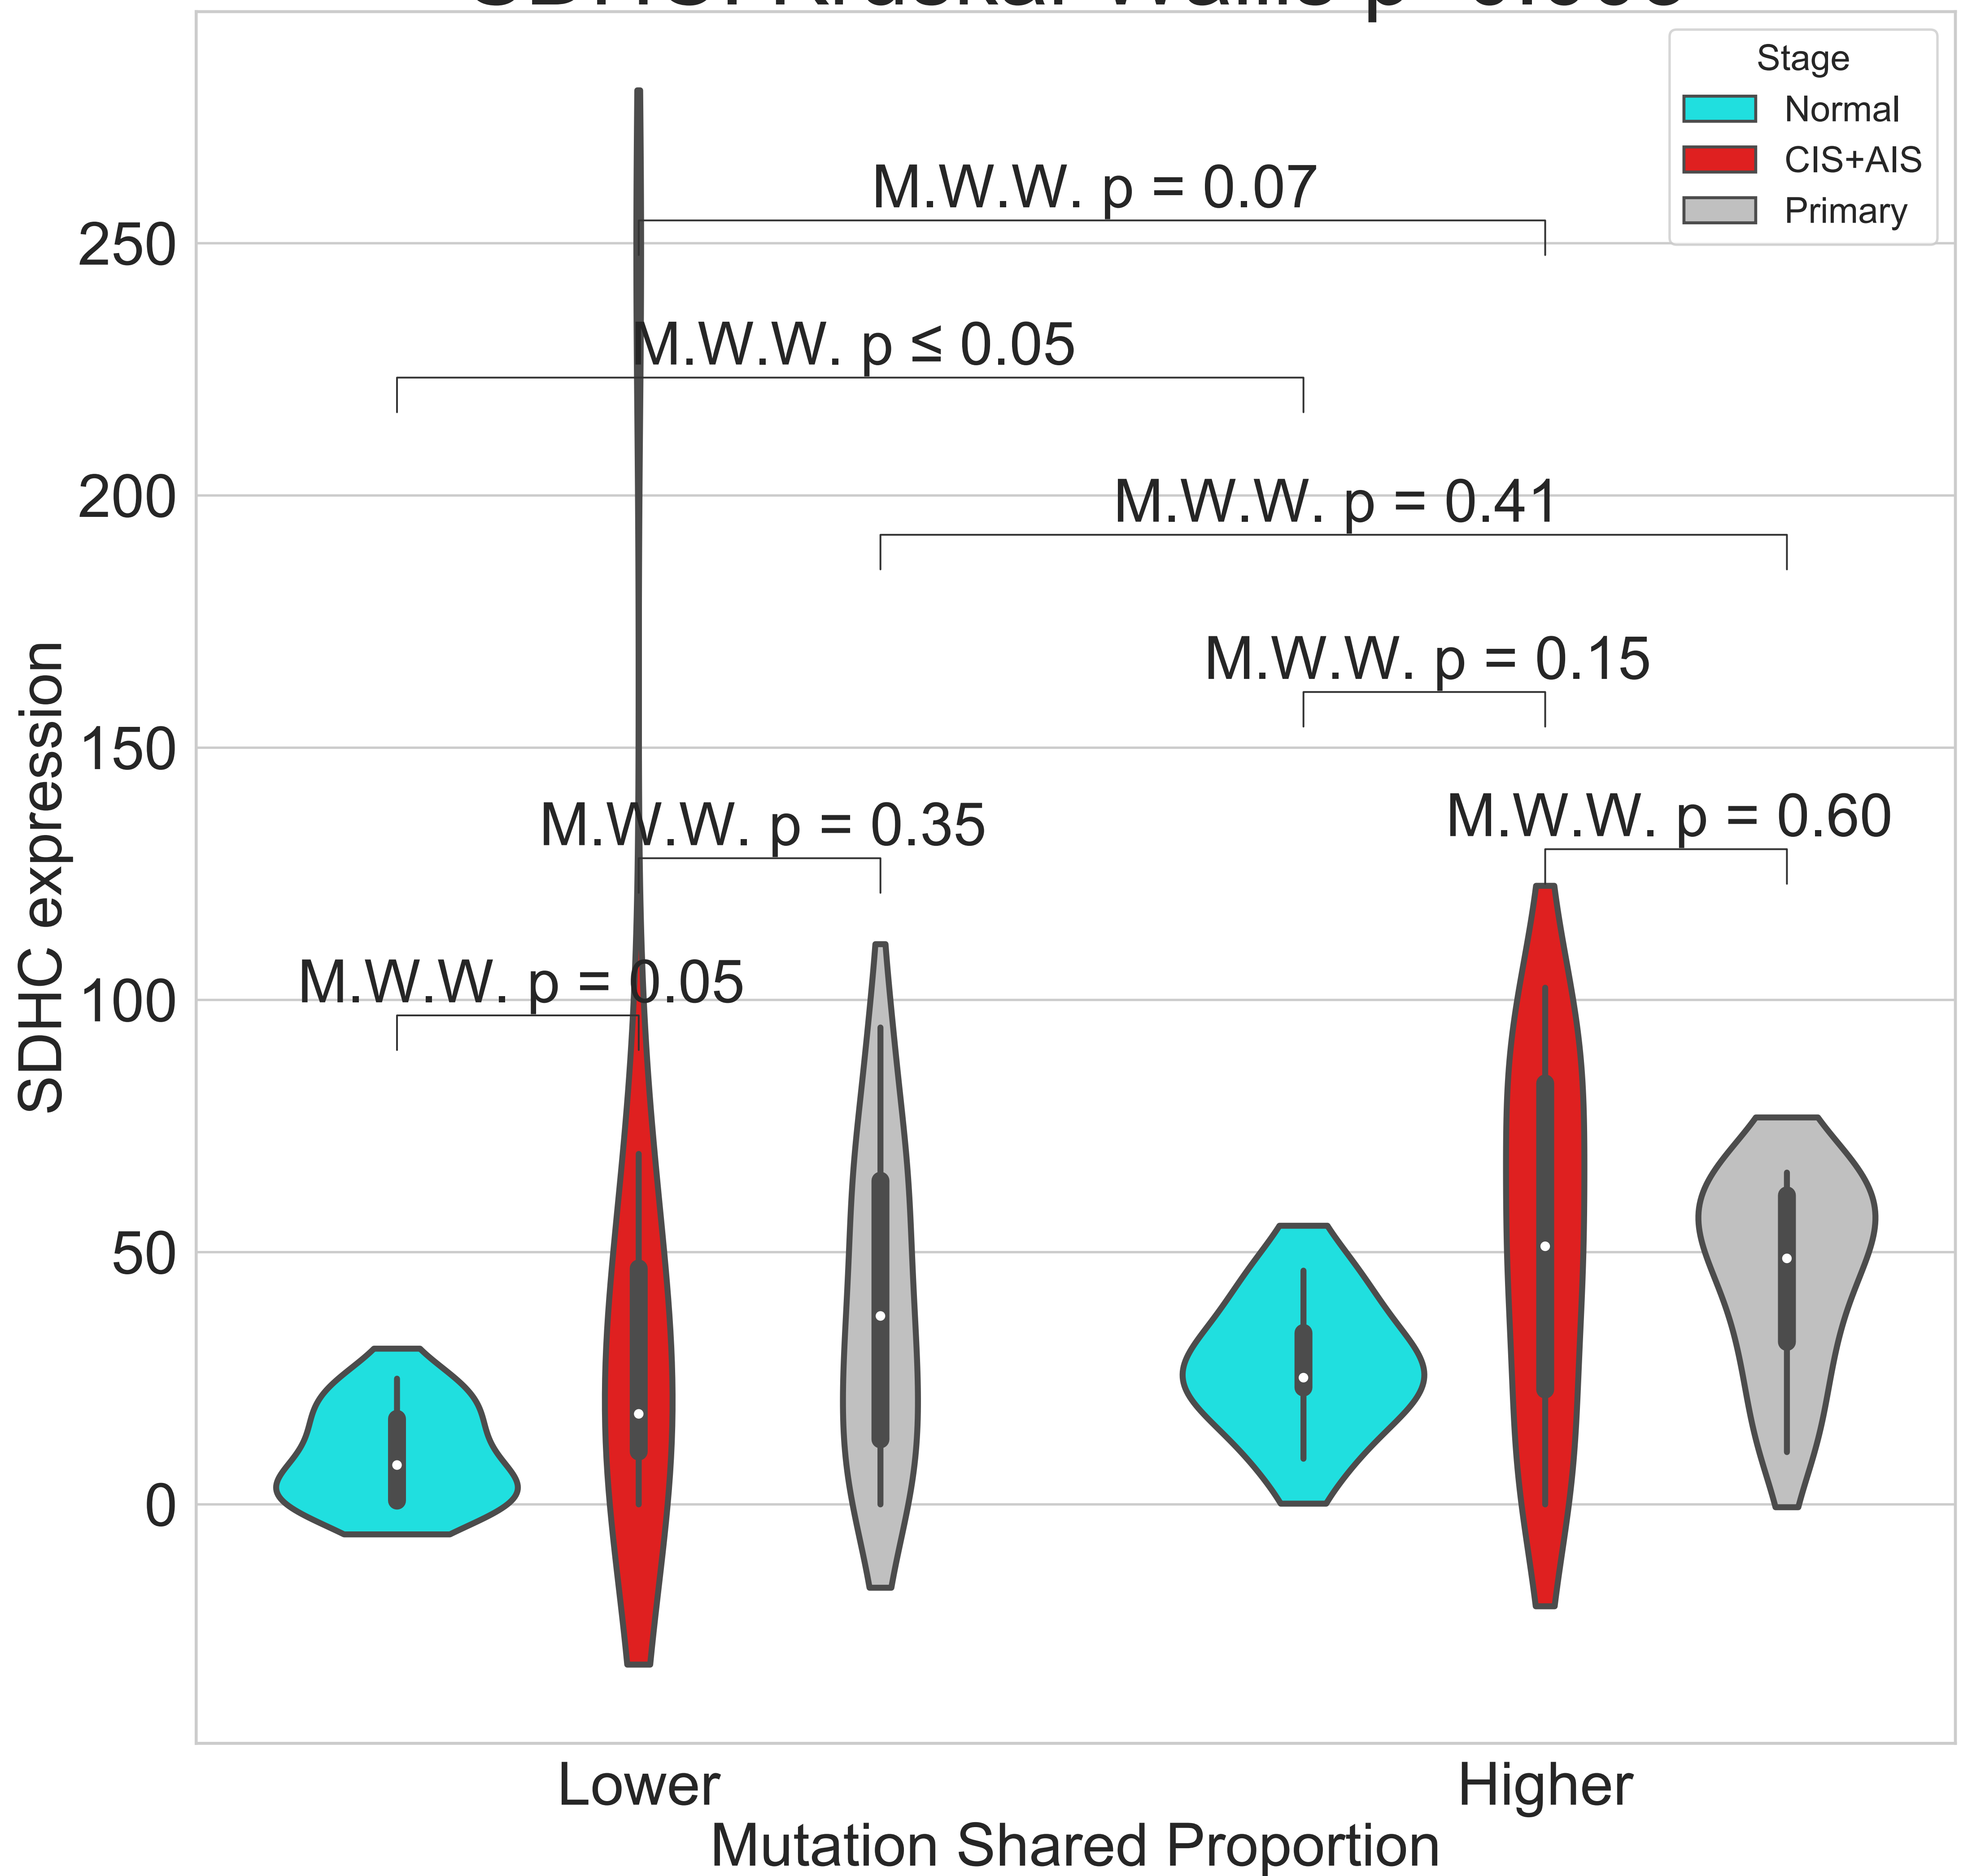 Stage
Normal
CIS+AIS
Primary
M.W.W. p = 0.07
M.W.W. p ≤ 0.05
M.W.W. p = 0.41
M.W.W. p = 0.15
M.W.W. p = 0.35
M.W.W. p = 0.60
M.W.W. p = 0.05
250
200
150
100
50
0
SDHC expression
Lower
Higher
Mutation Shared Proportion